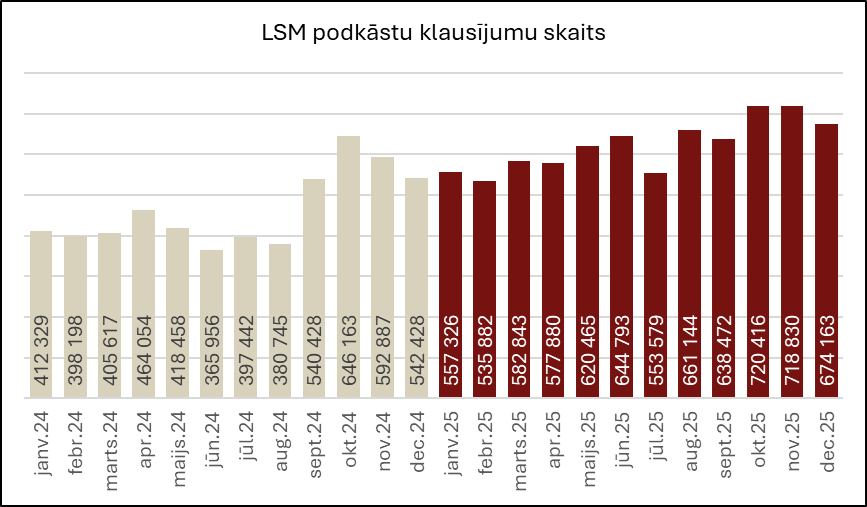 LSM podkāstu klausījumu skaits
412 329
398 198
405 617
464 054
418 458
365 956
397 442
380 745
540 428
646 163
592 887
542 428
557 326
535 882
582 843
577 880
620 465
644 793
553 579
661 144
638 472
720 416
718 830
674 163
janv.24
febr.24
marts.24
apr.24
maijs.24
jūn.24
jūl.24
aug.24
sept.24
okt.24
nov.24
dec.24
janv.25
febr.25
marts.25
apr.25
maijs.25
jūn.25
jūl.25
aug.25
sept.25
okt.25
nov.25
dec.25